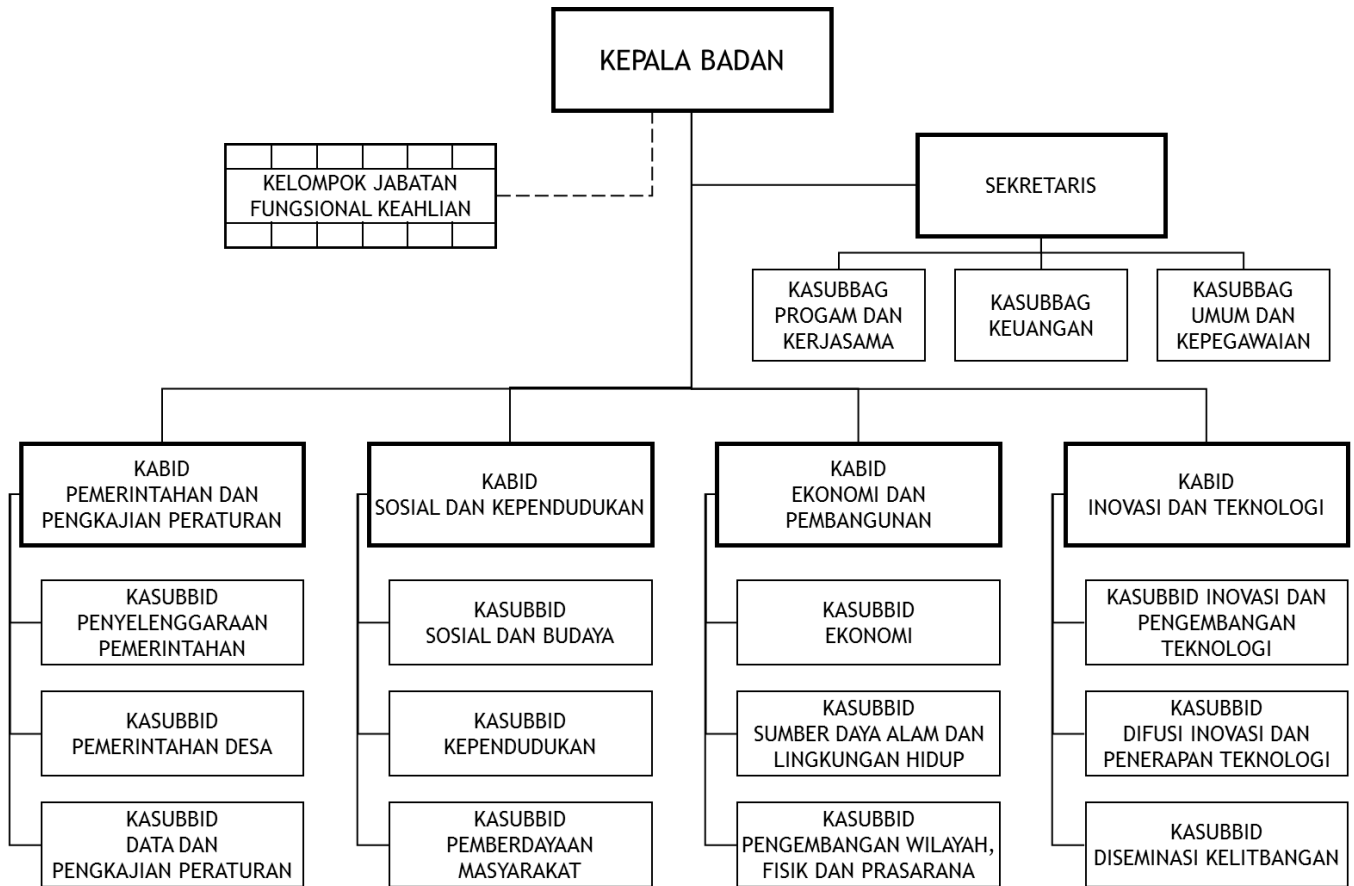 KEPALA BADAN
KELOMPOK JABATAN
FUNGSIONAL KEAHLIAN
SEKRETARIS
KASUBBAG
PROGAM DAN
KERJASAMA
KASUBBAG
KEUANGAN
KASUBBAG
UMUM DAN
KEPEGAWAIAN
KABID
PEMERINTAHAN DAN
PENGKAJIAN PERATURAN
KASUBBID
PENYELENGGARAAN
PEMERINTAHAN
KASUBBID
PEMERINTAHAN DESA
KASUBBID
DATA DAN
PENGKAJIAN PERATURAN
KABID
SOSIAL DAN KEPENDUDUKAN
KASUBBID
SOSIAL DAN BUDAYA
KASUBBID
KEPENDUDUKAN
KASUBBID
PEMBERDAYAAN
MASYARAKAT
KABID
EKONOMI DAN
PEMBANGUNAN
KASUBBID
EKONOMI
KASUBBID
SUMBER DAYA ALAM DAN
LINGKUNGAN HIDUP
KASUBBID
PENGEMBANGAN WILAYAH,
FISIK DAN PRASARANA
KABID
INOVASI DAN TEKNOLOGI
KASUBBID INOVASI DAN
PENGEMBANGAN
TEKNOLOGI
KASUBBID
DIFUSI INOVASI DAN
PENERAPAN TEKNOLOGI
KASUBBID
DISEMINASI KELITBANGAN